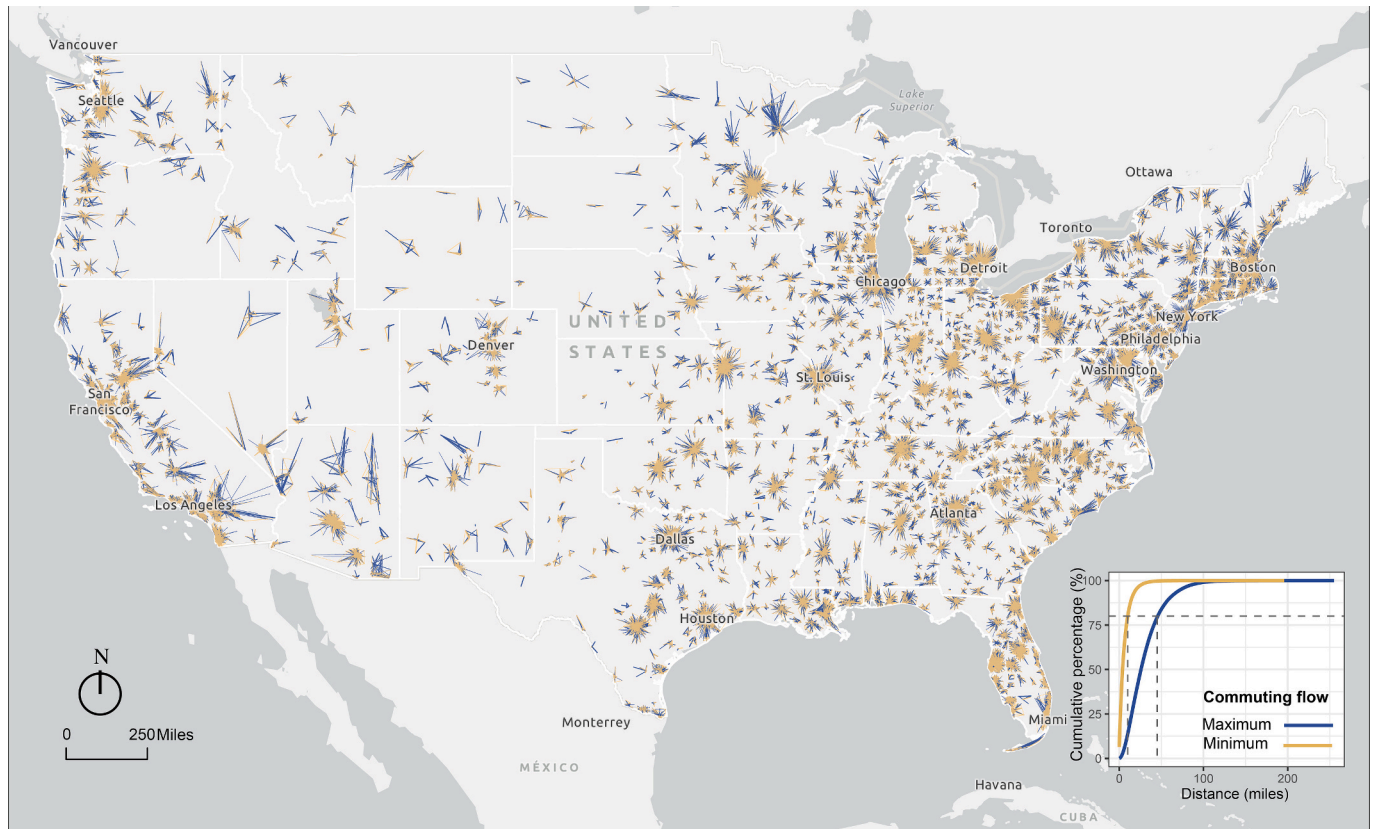 Vancouver
Seattle
Lake
Superior
Ottawa
Toronto
Boston
Detroit
Chicago
New York
UNITED
STATES
Denver
Philadelphia
Washington
St. Louis
San
Francisco
Los Angeles
Atlanta
Dallas
Houston
Miami
Monterrey
MÉXICO
Havana
CUBA
N
0 250 Miles
Cumulative percentage (%)
100
75
50
25
0
Commuting flow
Maximum
Minimum
0 100 200
Distance (miles)